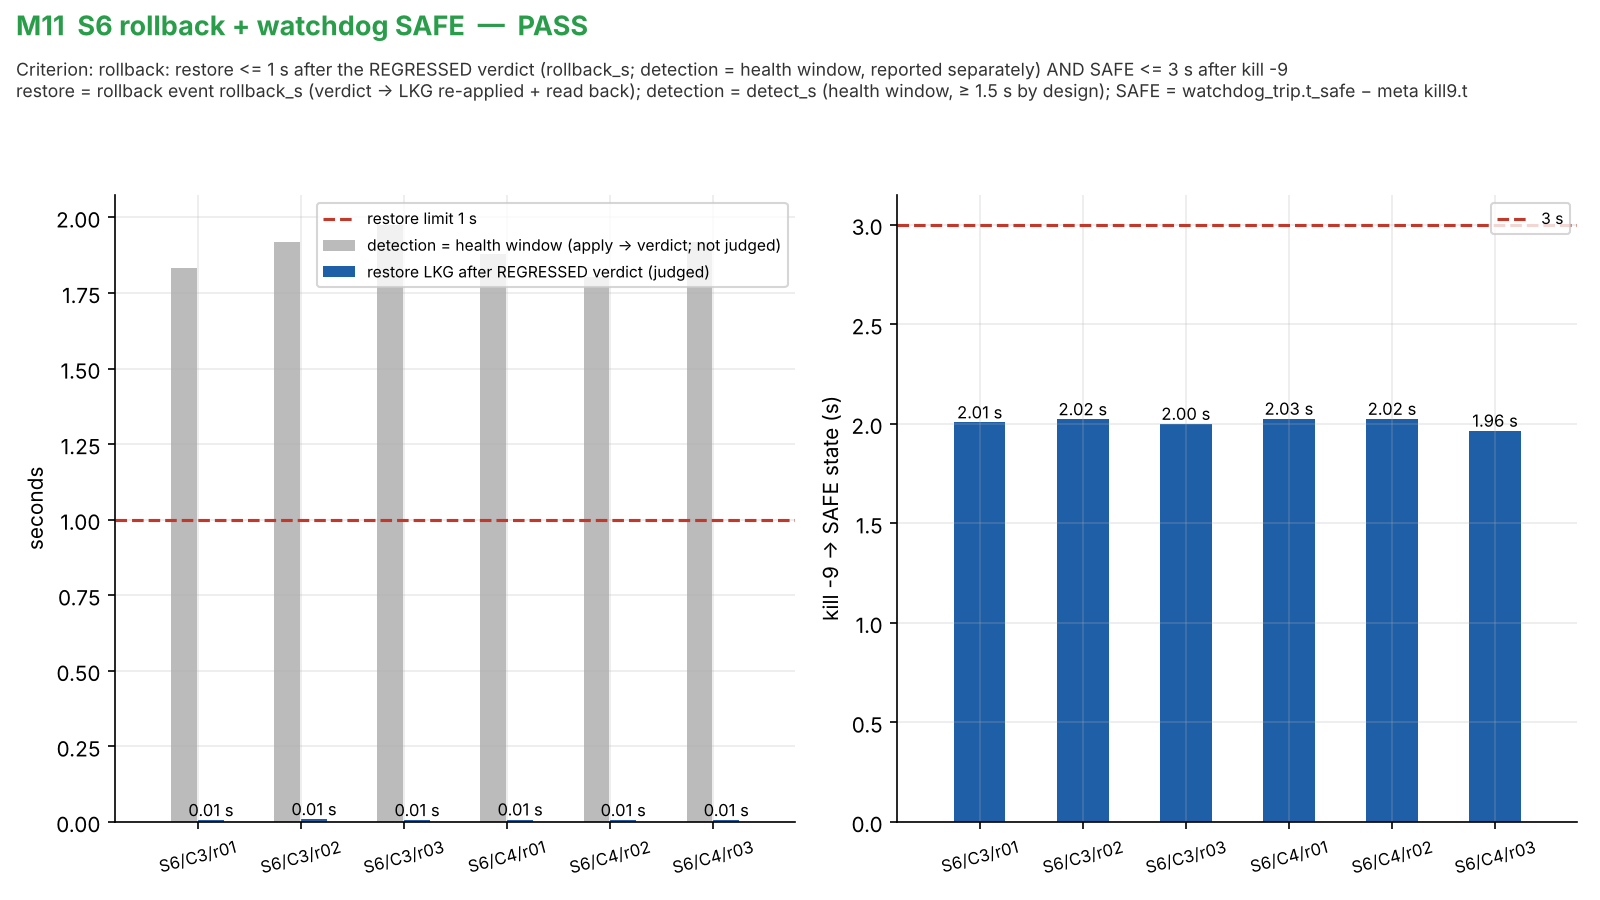 M11 S6 rollback + watchdog SAFE — PASS
Criterion: rollback: restore <= 1 s after the REGRESSED verdict (rollback_s; detection = health window, reported separately) AND SAFE <= 3 s after kill -9
restore = rollback event rollback_s (verdict → LKG re-applied + read back); detection = detect_s (health window, ≥ 1.5 s by design); SAFE = watchdog_trip.t_safe − meta kill9.t
seconds
2.00
1.75
1.50
1.25
1.00
0.75
0.50
0.25
0.00
restore limit 1 s
detection = health window (apply → verdict; not judged)
restore LKG after REGRESSED verdict (judged)
0.01 s
0.01 s
0.01 s
0.01 s
0.01 s
0.01 s
S6/C3/r01
S6/C3/r02
S6/C3/r03
S6/C4/r01
S6/C4/r02
S6/C4/r03
kill -9 → SAFE state (s)
3.0
2.5
2.0
1.5
1.0
0.5
0.0
3 s
2.01 s
2.02 s
2.00 s
2.03 s
2.02 s
1.96 s
S6/C3/r01
S6/C3/r02
S6/C3/r03
S6/C4/r01
S6/C4/r02
S6/C4/r03